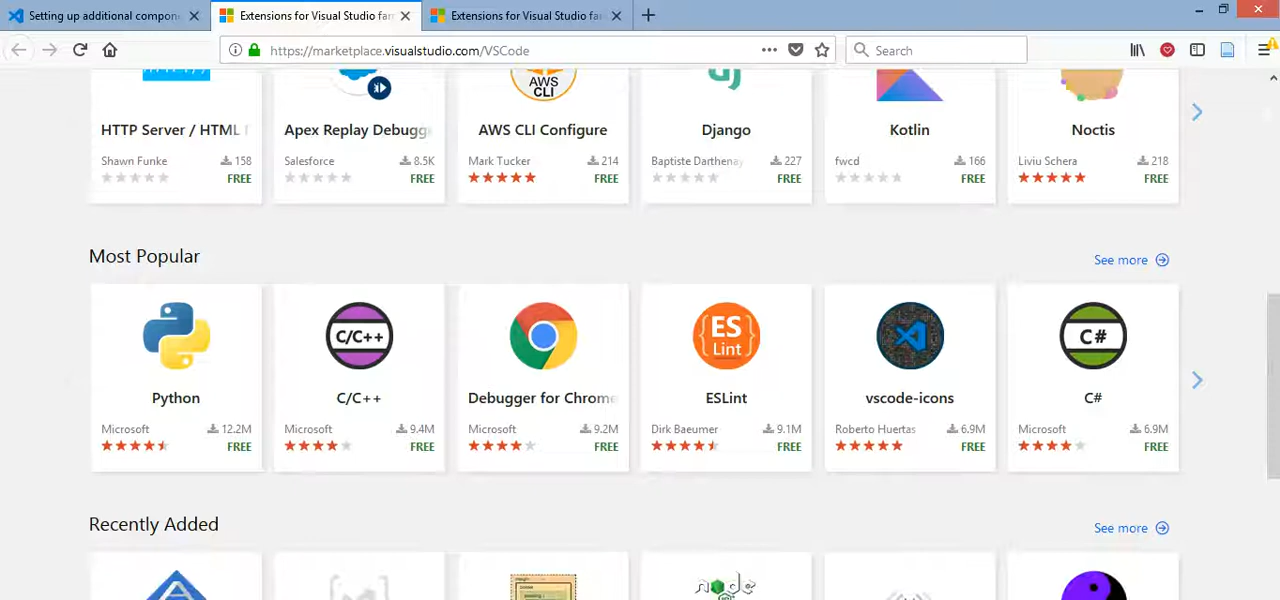 Setting up additional compone
Extensions for Visual Studio fam
Extensions for Visual Studio fam
https://marketplace.visualstudio.com/VSCode
Search
AWS
CLI
HTTP Server / HTML
Apex Replay Debugg
AWS CLI Configure
Django
Kotlin
Noctis
Shawn Funke 158
Salesforce 8.5K
Mark Tucker 214
Baptiste Darthenay 227
fwcd 166
Liviu Schera 218
FREE
FREE
FREE
FREE
FREE
FREE
Most Popular
See more
C/C++
ES
Lint
C#
Python
C/C++
Debugger for Chrome
ESLint
vscode-icons
C#
Microsoft 12.2M
Microsoft 9.4M
Microsoft 9.2M
Dirk Baeumer 9.1M
Roberto Huertas 6.9M
Microsoft 6.9M
FREE
FREE
FREE
FREE
FREE
FREE
Recently Added
See more
node